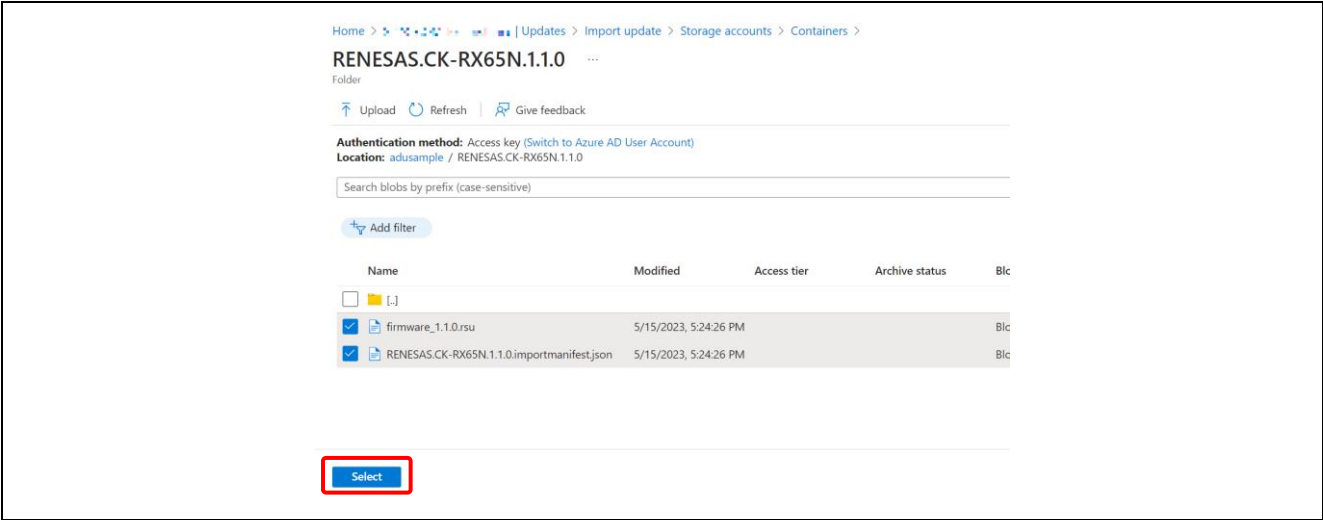 Home > | Updates > Import update > Storage accounts > Containers >
RENESAS.CK-RX65N.1.1.0 ...
Folder
Upload Refresh | Give feedback
Authentication method: Access key (Switch to Azure AD User Account)
Location: adusample / RENESAS.CK-RX65N.1.1.0
Search blobs by prefix (case-sensitive)
Add filter
Name Modified Access tier Archive status Blc
[..]
firmware_1.1.0.rsu 5/15/2023, 5:24:26 PM Blc
RENESAS.CK-RX65N.1.1.0.importmanifest.json 5/15/2023, 5:24:26 PM Blc
Select